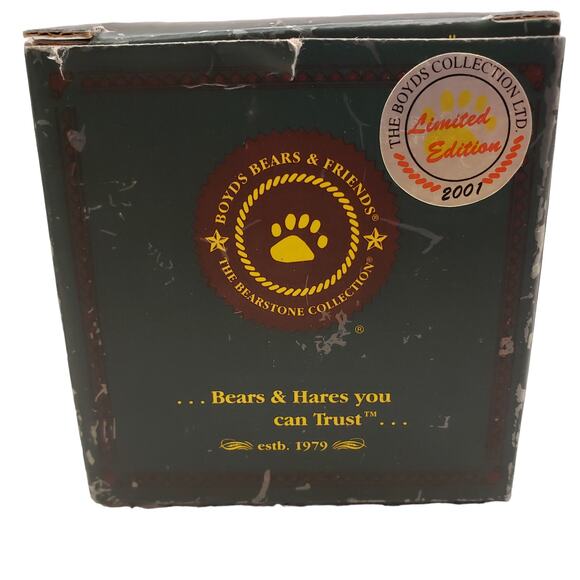 THE BOYDS COLLECTION LTD.
Limited
Edition
2001
BOYDS BEARS & FRIENDS®
THE BEARSTONE COLLECTION®
®
. . . Bears & Hares you
can Trust™. . .
estb. 1979